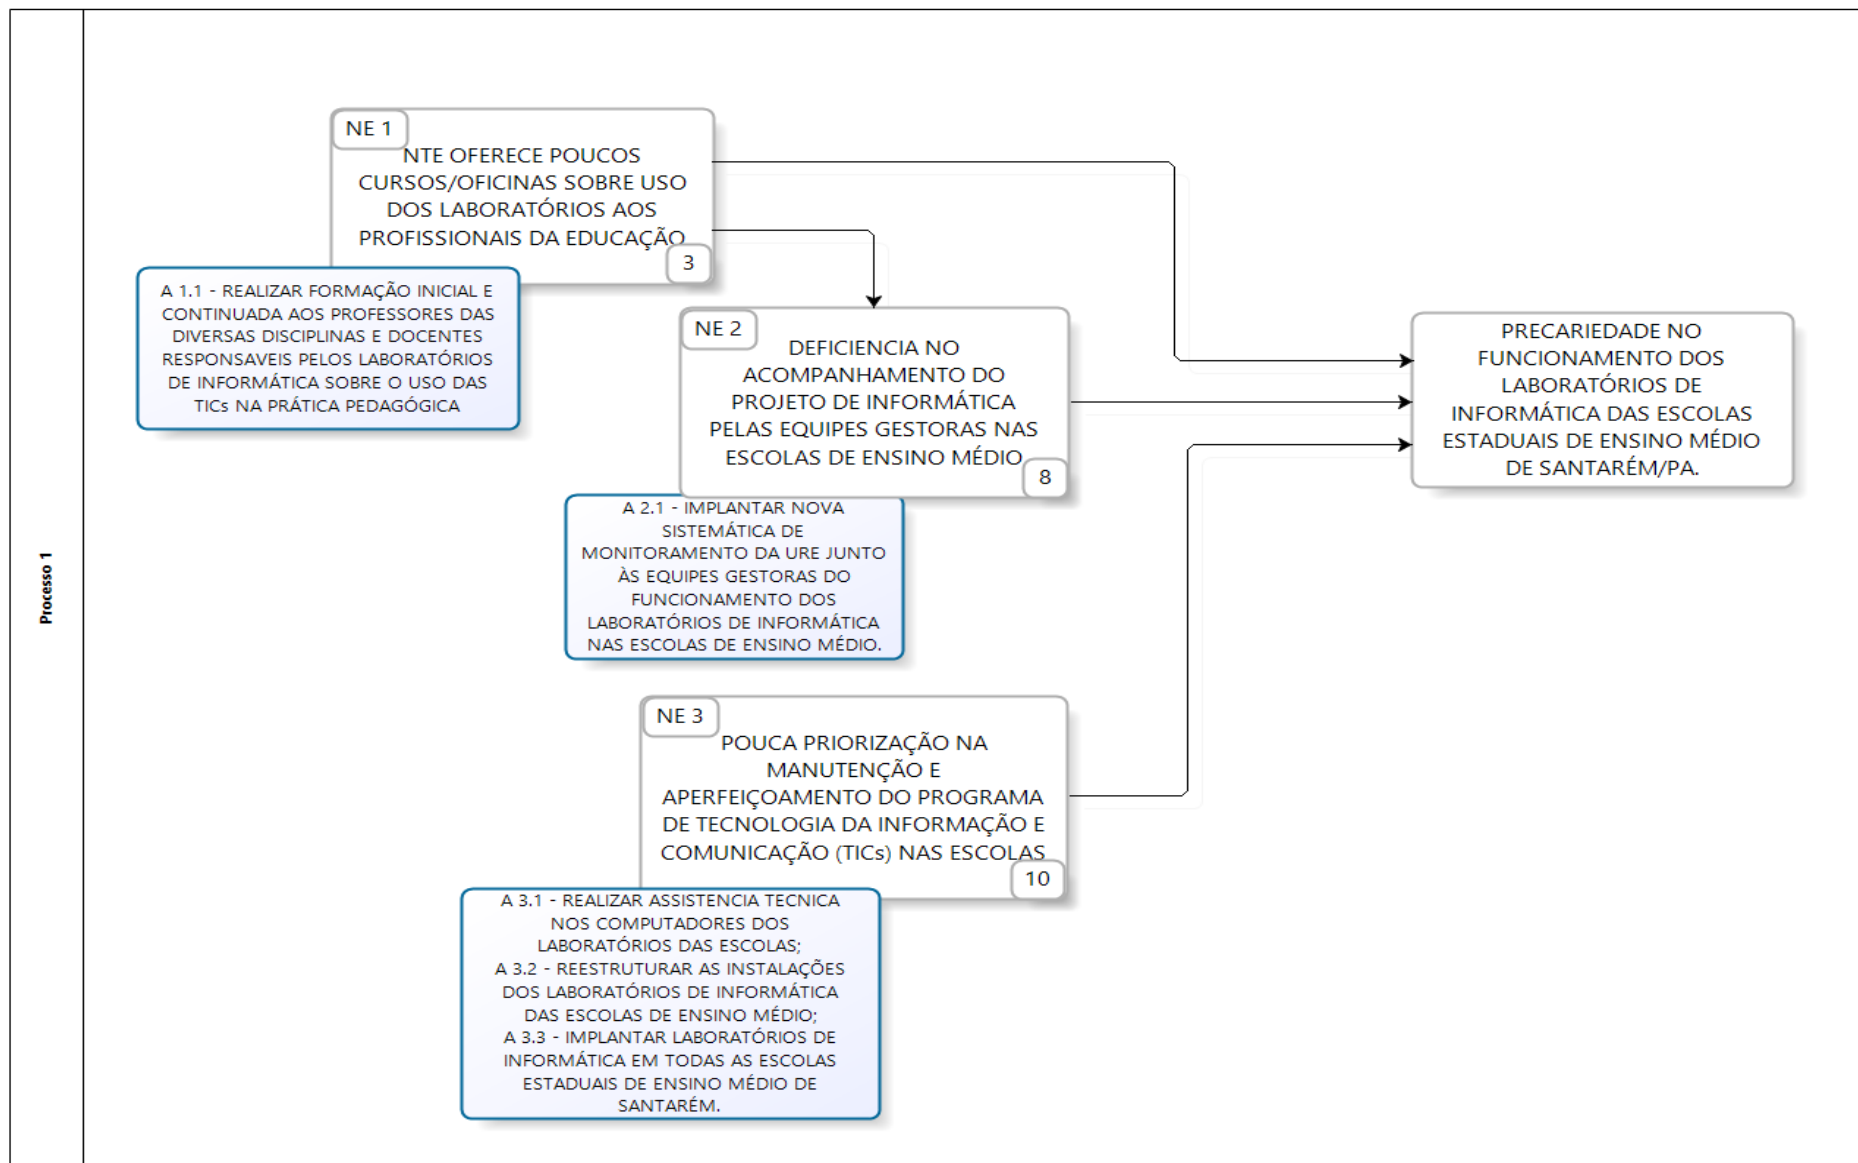 Processo 1
NE 1
NTE OFERECE POUCOS
CURSOS/OFICINAS SOBRE USO
DOS LABORATÓRIOS AOS
PROFISSIONAIS DA EDUCAÇÃO
3
A 1.1 - REALIZAR FORMAÇÃO INICIAL E
CONTINUADA AOS PROFESSORES DAS
DIVERSAS DISCIPLINAS E DOCENTES
RESPONSAVEIS PELOS LABORATÓRIOS
DE INFORMÁTICA SOBRE O USO DAS
TICs NA PRÁTICA PEDAGÓGICA
NE 2
DEFICIENCIA NO
ACOMPANHAMENTO DO
PROJETO DE INFORMÁTICA
PELAS EQUIPES GESTORAS NAS
ESCOLAS DE ENSINO MÉDIO
8
A 2.1 - IMPLANTAR NOVA
SISTEMÁTICA DE
MONITORAMENTO DA URE JUNTO
ÀS EQUIPES GESTORAS DO
FUNCIONAMENTO DOS
LABORATÓRIOS DE INFORMÁTICA
NAS ESCOLAS DE ENSINO MÉDIO.
NE 3
POUCA PRIORIZAÇÃO NA
MANUTENÇÃO E
APERFEIÇOAMENTO DO PROGRAMA
DE TECNOLOGIA DA INFORMAÇÃO E
COMUNICAÇÃO (TICs) NAS ESCOLAS
10
A 3.1 - REALIZAR ASSISTENCIA TECNICA
NOS COMPUTADORES DOS
LABORATÓRIOS DAS ESCOLAS;
A 3.2 - REESTRUTURAR AS INSTALAÇÕES
DOS LABORATÓRIOS DE INFORMÁTICA
DAS ESCOLAS DE ENSINO MÉDIO;
A 3.3 - IMPLANTAR LABORATÓRIOS DE
INFORMÁTICA EM TODAS AS ESCOLAS
ESTADUAIS DE ENSINO MÉDIO DE
SANTARÉM.
PRECARIEDADE NO
FUNCIONAMENTO DOS
LABORATÓRIOS DE
INFORMÁTICA DAS ESCOLAS
ESTADUAIS DE ENSINO MÉDIO
DE SANTARÉM/PA.